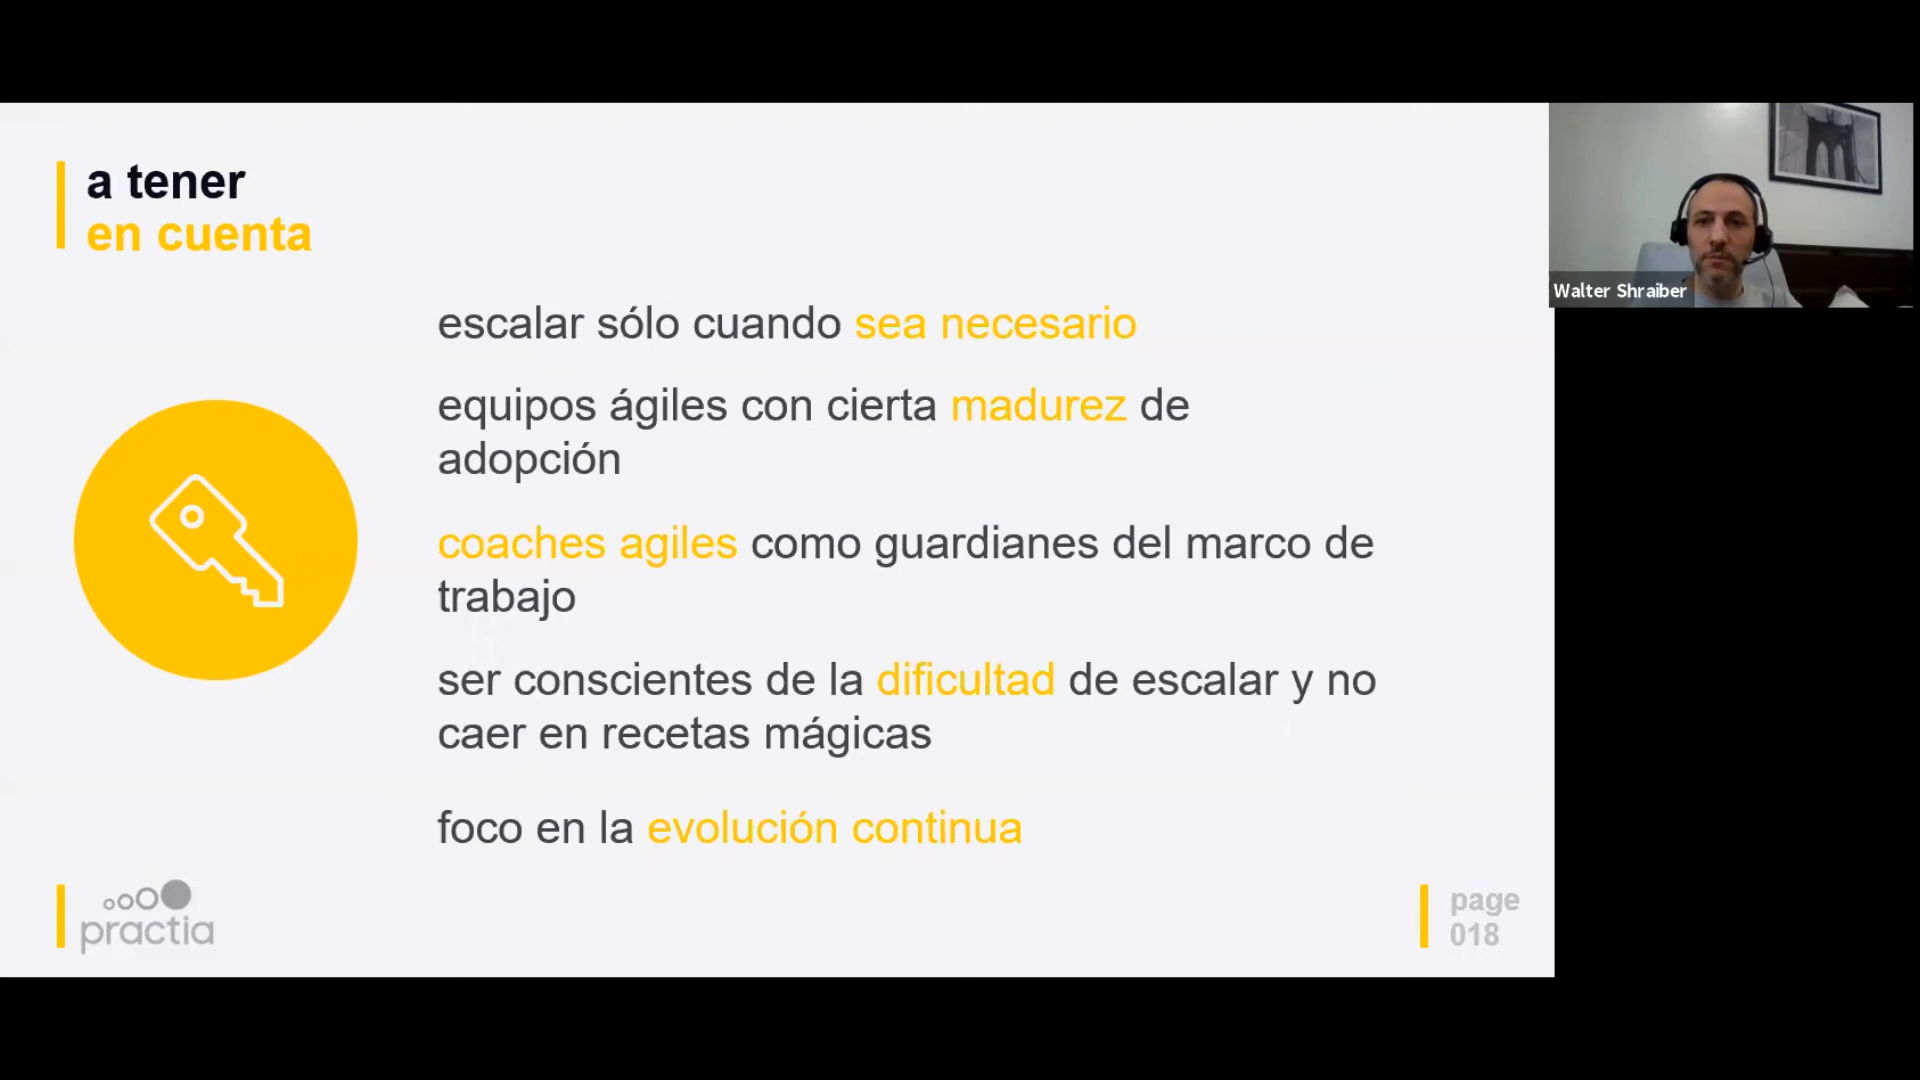 a tener
en cuenta
escalar sólo cuando sea necesario
equipos ágiles con cierta madurez de
adopción
coaches agiles como guardianes del marco de
trabajo
ser conscientes de la dificultad de escalar y no
caer en recetas mágicas
foco en la evolución continua
practia
page
018
Walter Shraiber